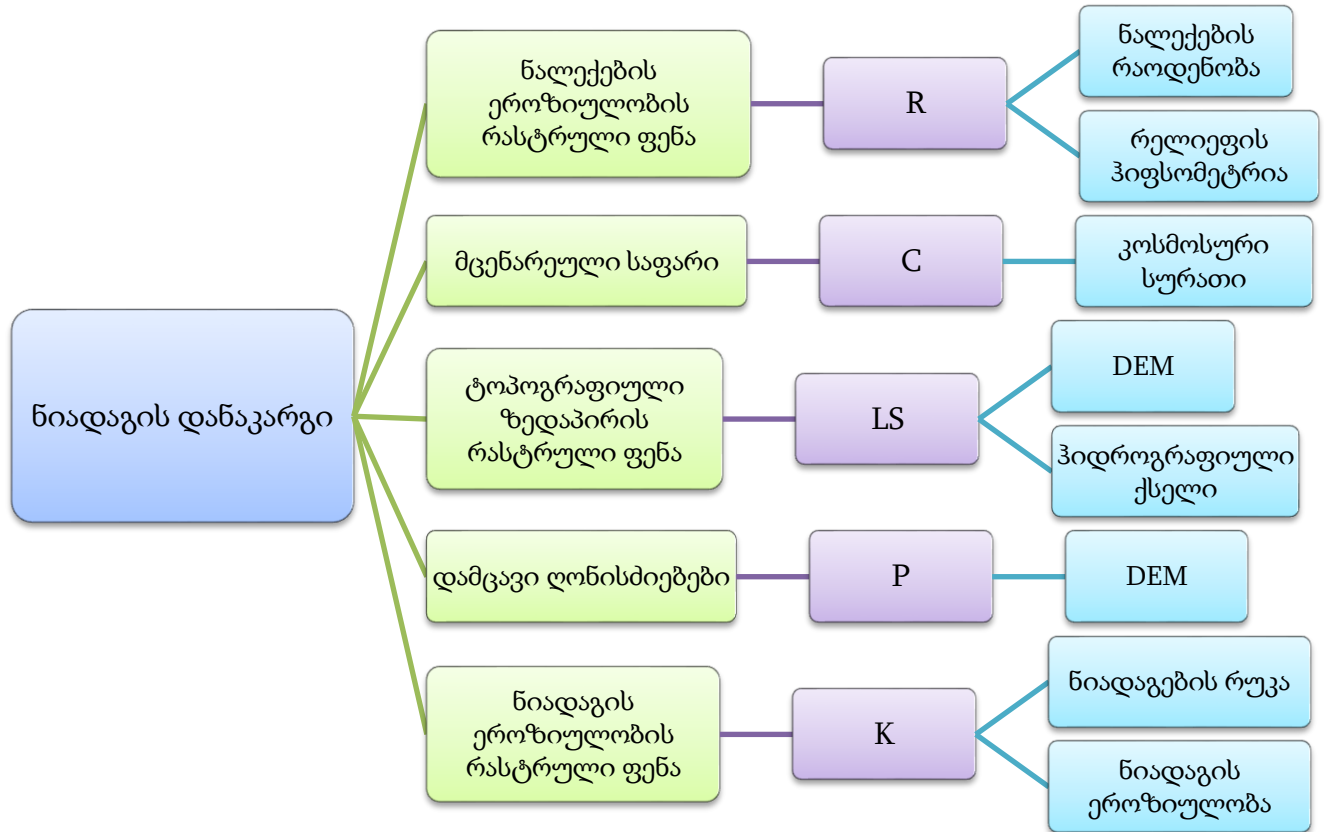 ნიადაგის დანაკარგი
ნალექების
ეროზიულობის
რასტრული ფენა
R
ნალექების
რაოდენობა
რელიეფის
ჰიფსომეტრია
მცენარეული საფარი
C
კოსმოსური
სურათი
ტოპოგრაფიული
ზედაპირის
რასტრული ფენა
LS
DEM
ჰიდროგრაფიული
ქსელი
დამცავი ღონისძიებები
P
DEM
ნიადაგის
ეროზიულობის
რასტრული ფენა
K
ნიადაგების რუკა
ნიადაგის
ეროზიულობა